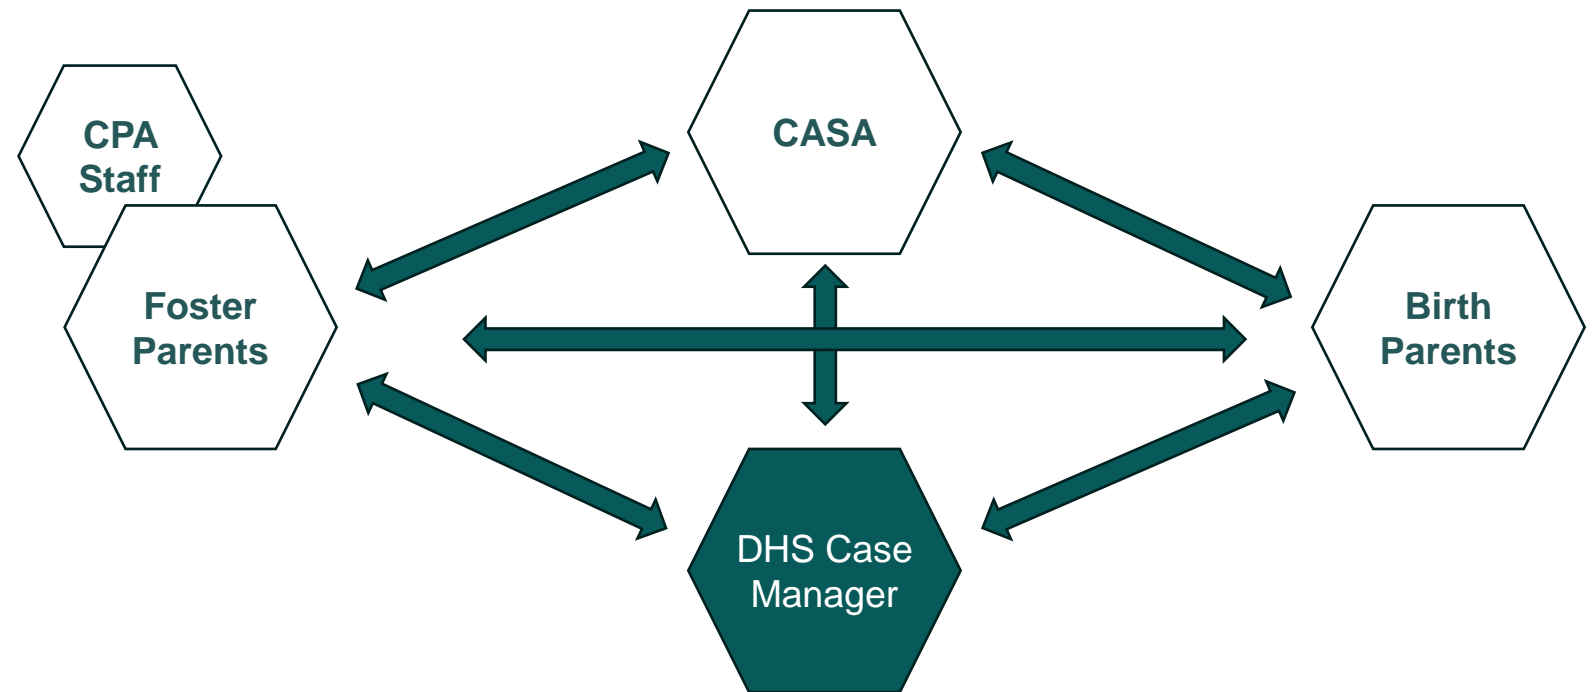 CPA
Staff
CASA
Foster
Parents
Birth
Parents
DHS Case
Manager